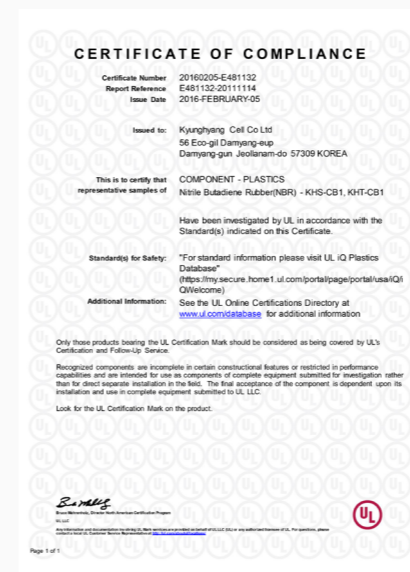 CERTIFICATE OF COMPLIANCE
Certificate Number 20160205-E481132
Report Reference E481132-20111114
Issue Date 2016-FEBRUARY-05
Issued to: Kyunghyang Cell Co Ltd
56 Eco-gil Damyang-eup
Damyang-gun Jeollanam-do 57309 KOREA
This is to certify that COMPONENT - PLASTICS
representative samples of Nitrile Butadiene Rubber(NBR) - KHS-CB1, KHT-CB1
Have been investigated by UL in accordance with the
Standard(s) indicated on this Certificate.
Standard(s) for Safety: "For standard information please visit UL iQ Plastics
Database"
(https://my.secure.home1.ul.com/portal/page/portal/usa/iQ/i
QWelcome)
Additional Information: See the UL Online Certifications Directory at
www.ul.com/database for additional information
Only those products bearing the UL Certification Mark should be considered as being covered by UL's
Certification and Follow-Up Service.
Recognized components are incomplete in certain constructional features or restricted in performance
capabilities and are intended for use as components of complete equipment submitted for investigation rather
than for direct separate installation in the field. The final acceptance of the component is dependent upon its
installation and use in complete equipment submitted to UL LLC.
Look for the UL Certification Mark on the product.
Director North American Certification Program
UL LLC
UL
Page 1 of 1